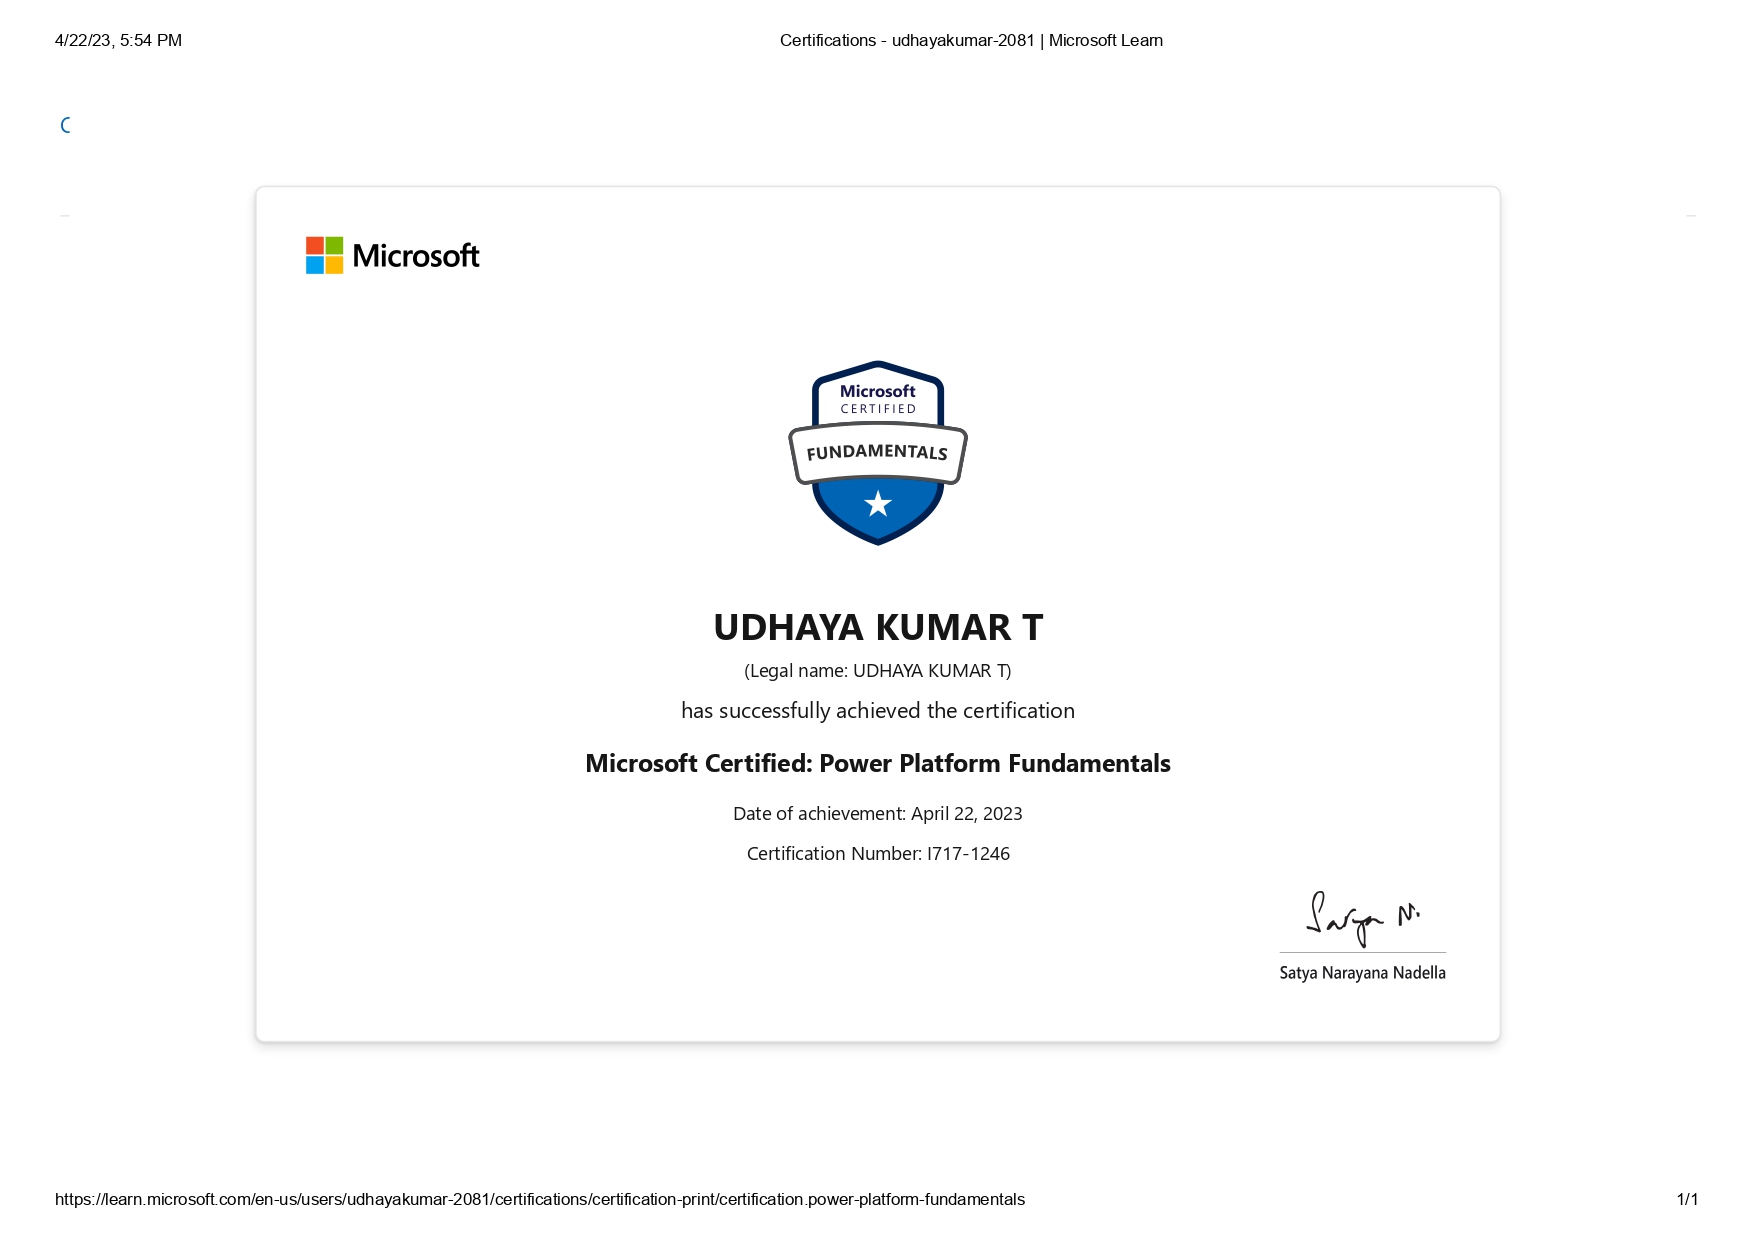 4/22/23, 5:54 PM
Certifications - udhayakumar-2081 | Microsoft Learn
Microsoft
Microsoft
CERTIFIED
FUNDAMENTALS
UDHAYA KUMAR T
(Legal name: UDHAYA KUMAR T)
has successfully achieved the certification
Microsoft Certified: Power Platform Fundamentals
Date of achievement: April 22, 2023
Certification Number: I717-1246
Satya N.
Satya Narayana Nadella
https://learn.microsoft.com/en-us/users/udhayakumar-2081/certifications/certification-print/certification.power-platform-fundamentals
1/1